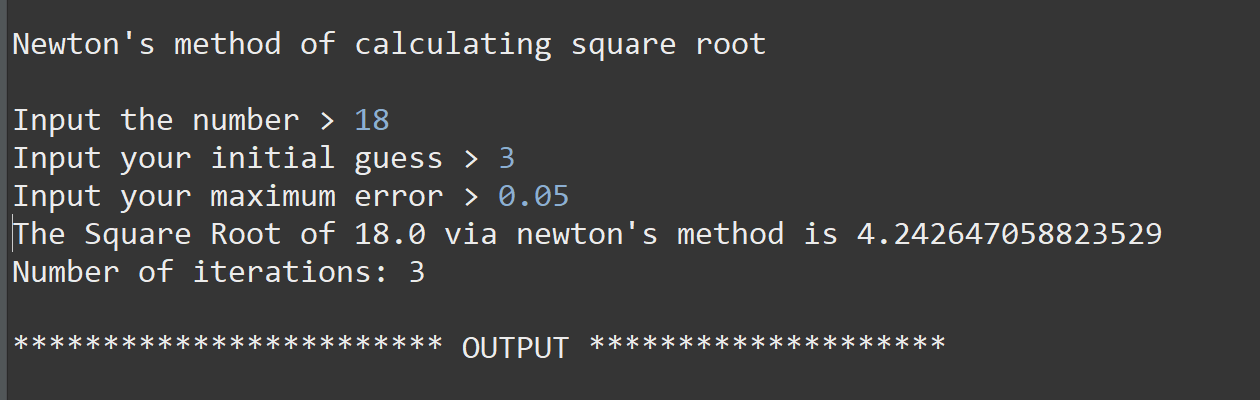 Newton's method of calculating square root
Input the number > 18
Input your initial guess > 3
Input your maximum error > 0.05
The Square Root of 18.0 via newton's method is 4.242647058823529
Number of iterations: 3
************************ OUTPUT ********************